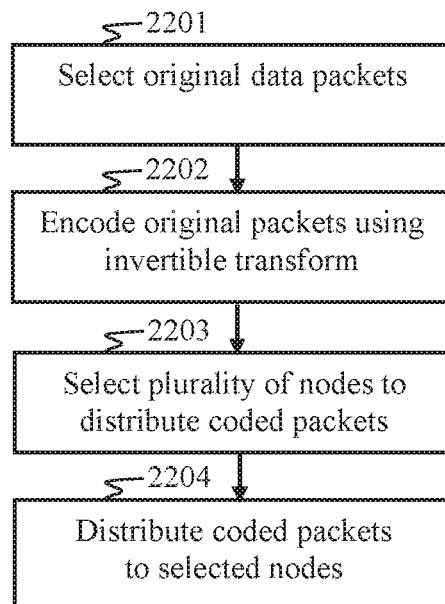 2201
Select original data packets
2202
Encode original packets using
invertible transform
2203
Select plurality of nodes to
distribute coded packets
2204
Distribute coded packets
to selected nodes